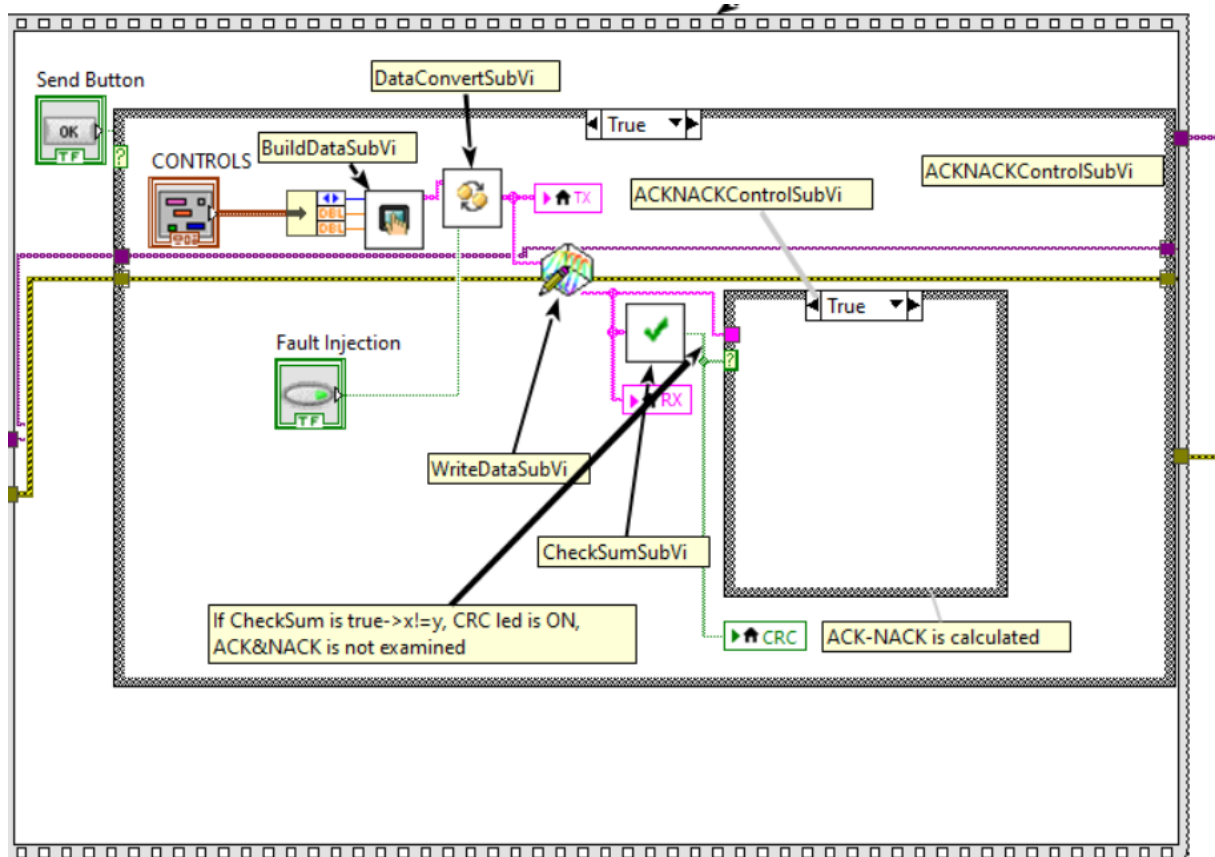 Send Button
OK
TF
DataConvertSubVi
True
BuildDataSubVi
CONTROLS
DBL
DBL
TX
ACKNACKControlSubVi
ACKNACKControlSubVi
?
Fault Injection
TF
True
?
RX
WriteDataSubVi
CheckSumSubVi
If CheckSum is true->x!=y, CRC led is ON,
ACK&NACK is not examined
CRC
ACK-NACK is calculated